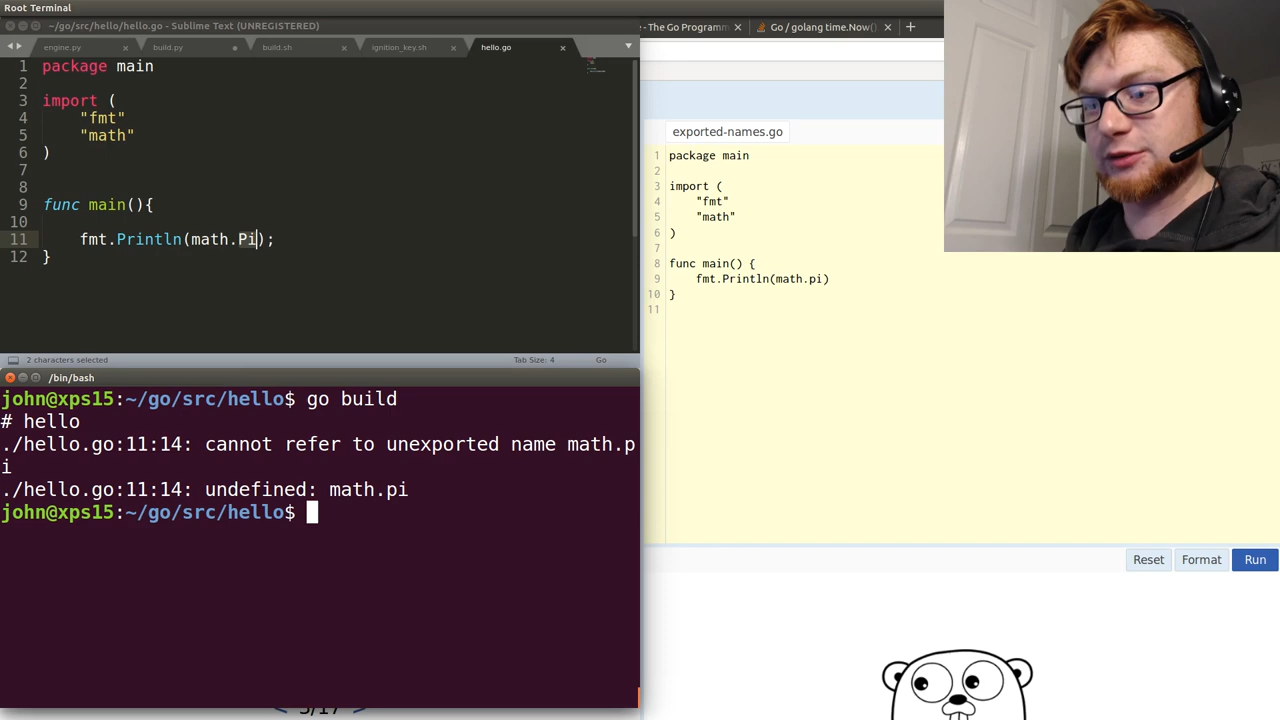 Root Terminal
~/go/src/hello/hello.go - Sublime Text (UNREGISTERED)
engine.py
build.py
build.sh
ignition_key.sh
hello.go
1 package main
2
3 import (
4 "fmt"
5 "math"
6 )
7
8
9 func main(){
10
11 fmt.Println(math.Pi);
12 }
2 characters selected
Tab Size: 4
Go
/bin/bash
john@xps15:~/go/src/hello$ go build
# hello
./hello.go:11:14: cannot refer to unexported name math.p
i
./hello.go:11:14: undefined: math.pi
john@xps15:~/go/src/hello$
- The Go Programm
Go / golang time.Now()
exported-names.go
1 package main
2
3 import (
4 "fmt"
5 "math"
6 )
7
8 func main() {
9 fmt.Println(math.pi)
10 }
11
Reset
Format
Run